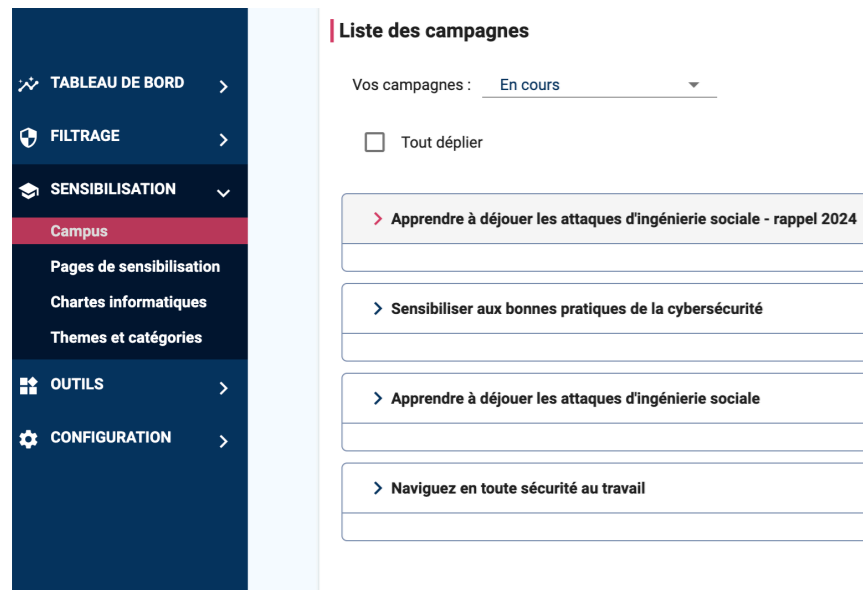 TABLEAU DE BORD
FILTRAGE
SENSIBILISATION
Campus
Pages de sensibilisation
Chartes informatiques
Themes et catégories
OUTILS
CONFIGURATION
Liste des campagnes
Vos campagnes : En cours
Tout déplier
Apprendre à déjouer les attaques d'ingénierie sociale - rappel 2024
Sensibiliser aux bonnes pratiques de la cybersécurité
Apprendre à déjouer les attaques d'ingénierie sociale
Naviguez en toute sécurité au travail